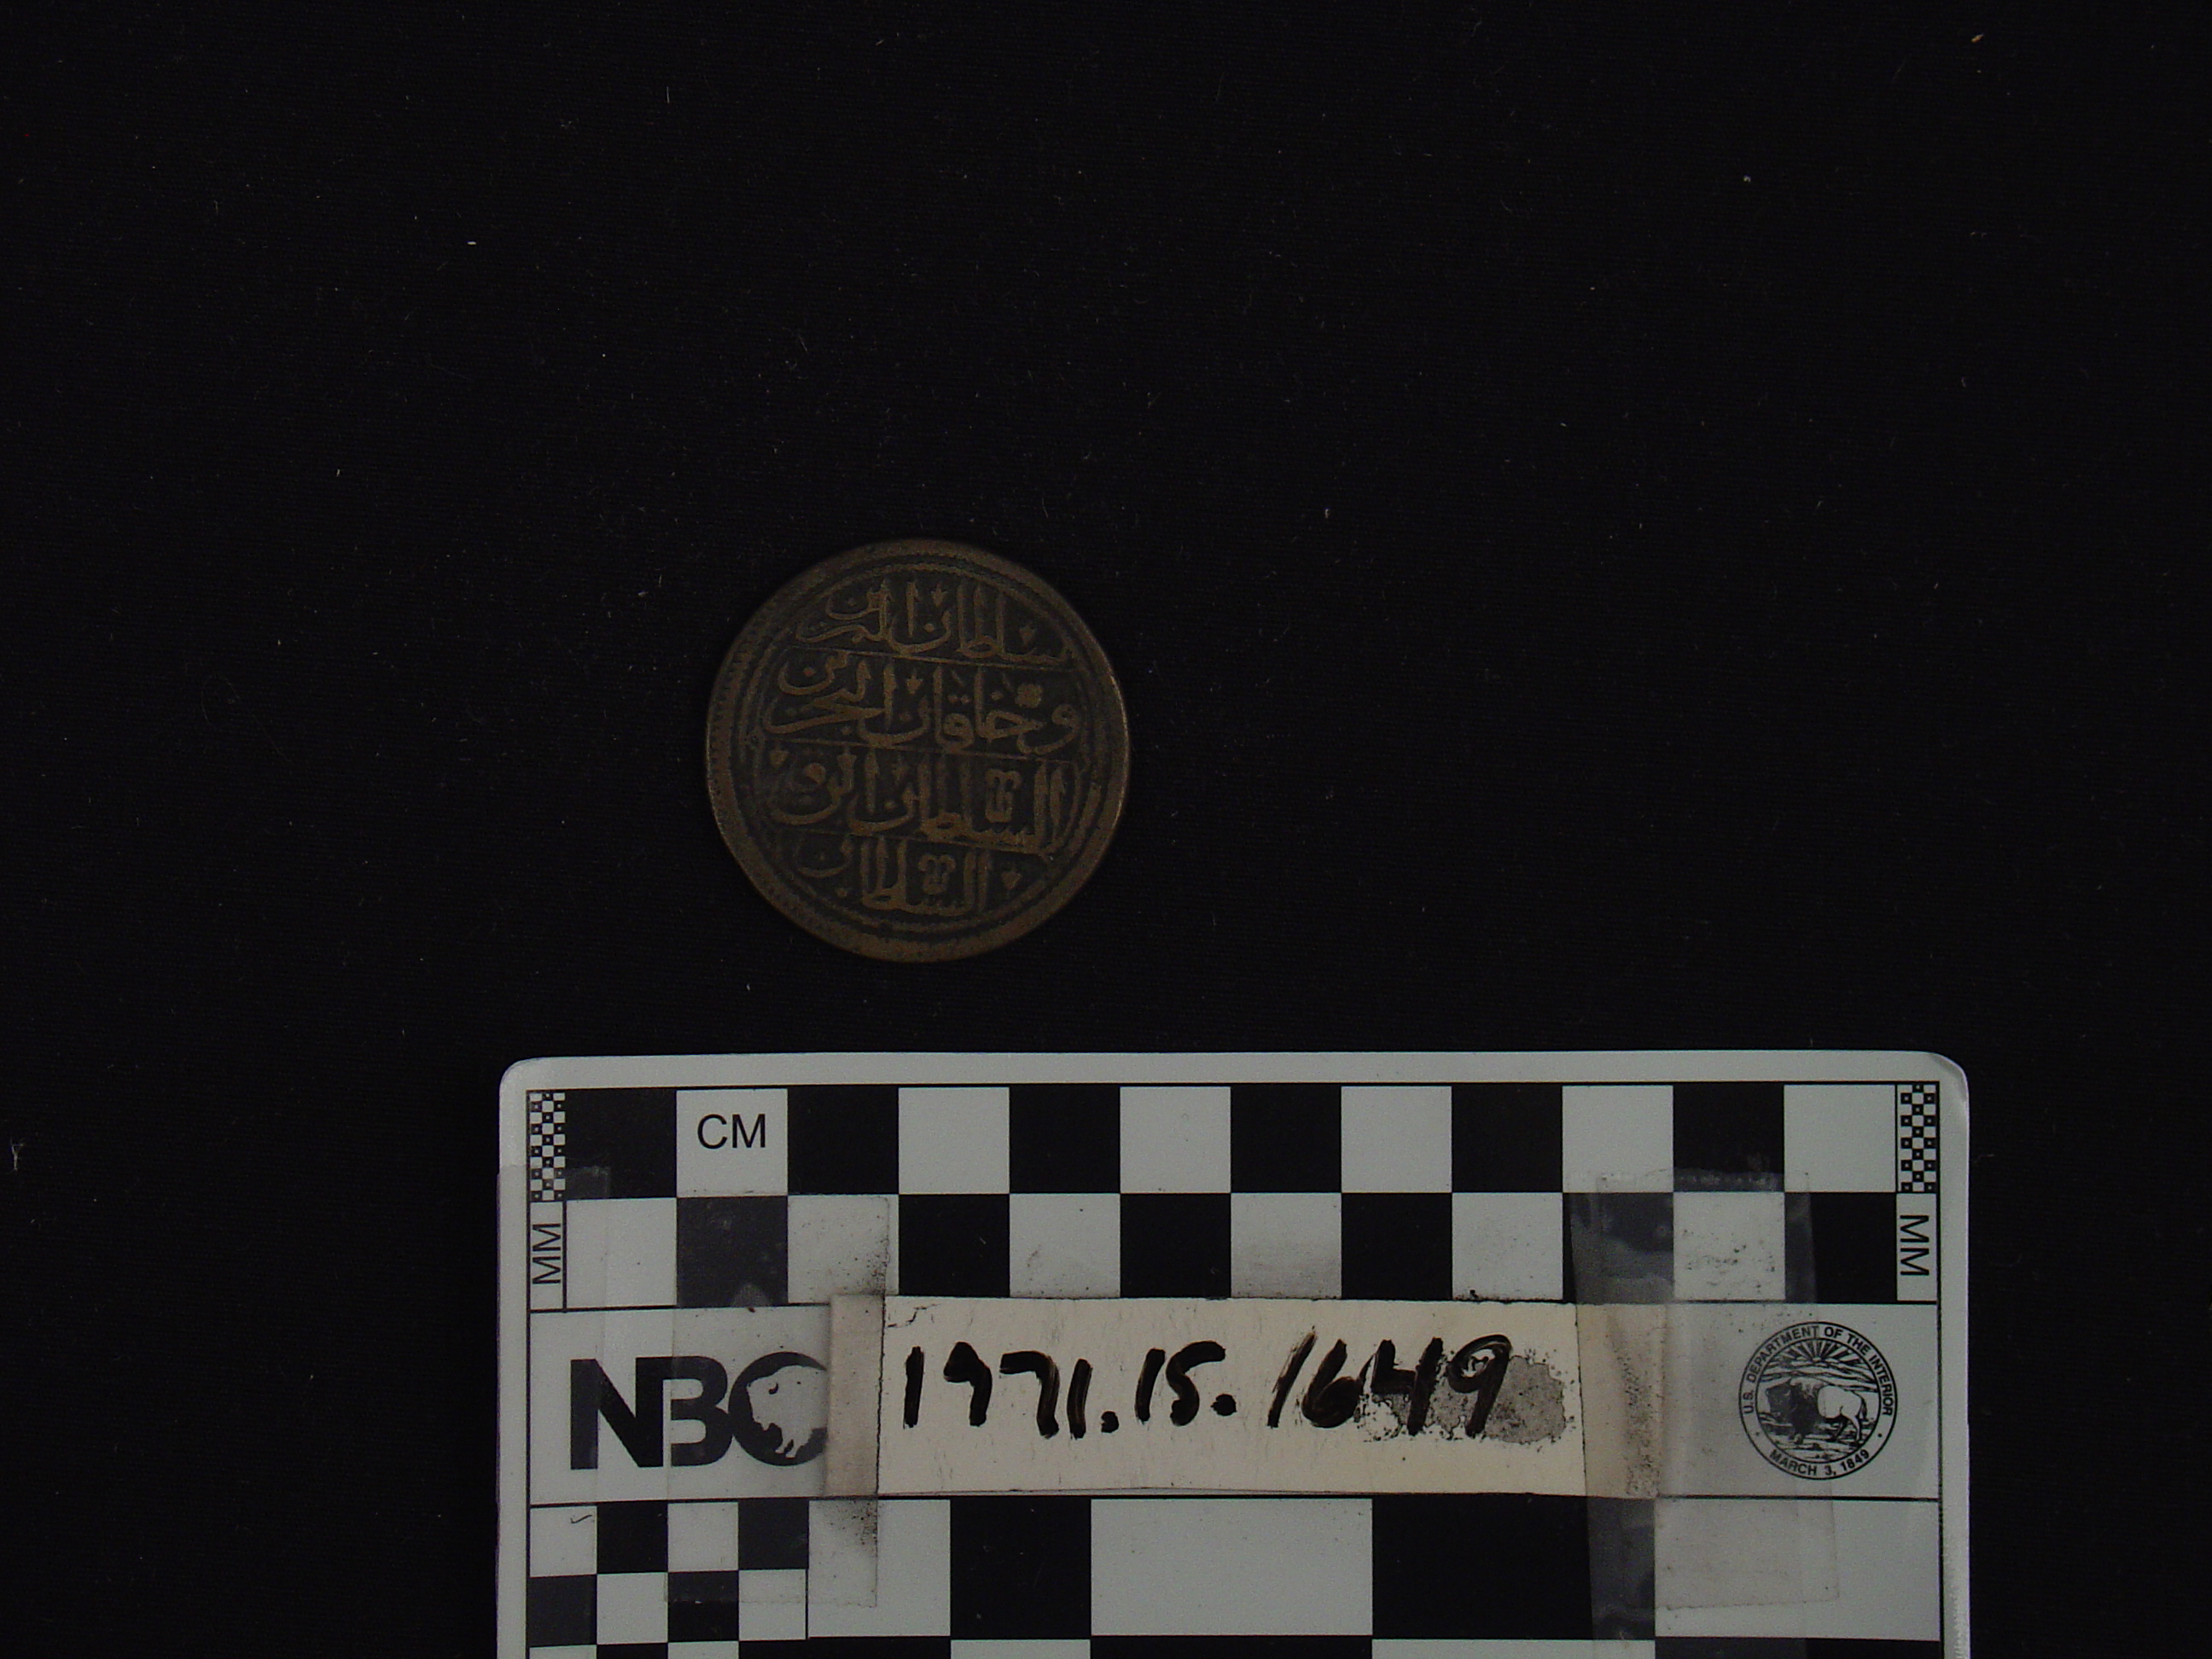 سلطان البرين
وخاقان البحرين
السلطان ابن
السلطان
CM
MM
MM
NBC
1971.15.1649
U.S. DEPARTMENT OF THE INTERIOR
MARCH 3, 1849